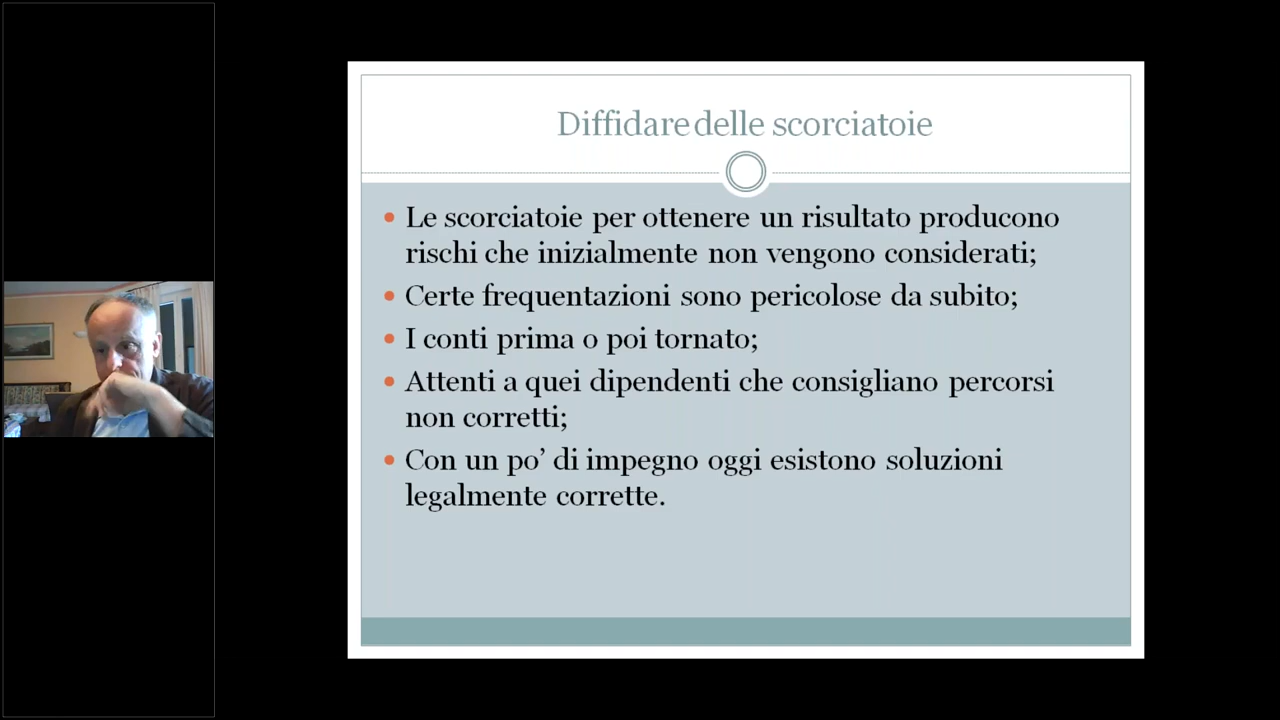 Diffidare delle scorciatoie
• Le scorciatoie per ottenere un risultato producono
rischi che inizialmente non vengono considerati;
• Certe frequentazioni sono pericolose da subito;
• I conti prima o poi tornato;
• Attenti a quei dipendenti che consigliano percorsi
non corretti;
• Con un po’ di impegno oggi esistono soluzioni
legalmente corrette.